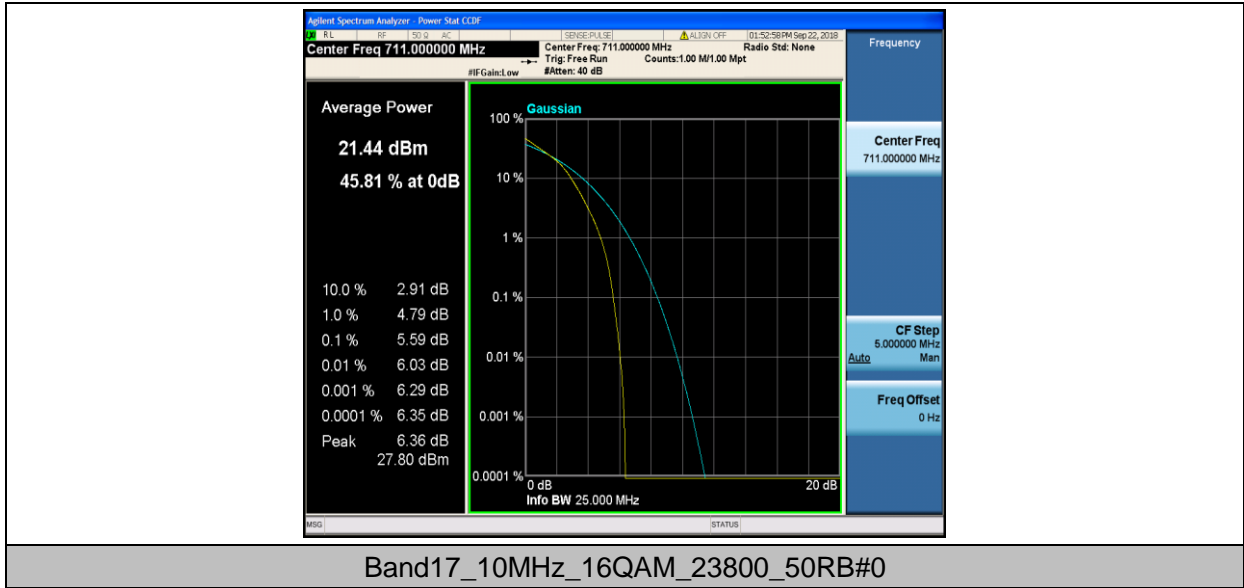 Agilent Spectrum Analyzer - Power Stat CCDF
RL RF 50 Ω AC SENSE:PULSE ALIGN OFF 01:52:58 PM Sep 22, 2018
Center Freq 711.000000 MHz
Center Freq: 711.000000 MHz Radio Std: None
Trig: Free Run Counts:1.00 M/1.00 Mpt
#IFGain:Low #Atten: 40 dB
Average Power
21.44 dBm
45.81 % at 0dB
10.0 % 2.91 dB
1.0 % 4.79 dB
0.1 % 5.59 dB
0.01 % 6.03 dB
0.001 % 6.29 dB
0.0001 % 6.35 dB
Peak 6.36 dB
27.80 dBm
Gaussian
100 %
10 %
1 %
0.1 %
0.01 %
0.001 %
0.0001 %
0 dB 20 dB
Info BW 25.000 MHz
Frequency
Center Freq
711.000000 MHz
CF Step
5.000000 MHz
Auto Man
Freq Offset
0 Hz
MSG STATUS
Band17_10MHz_16QAM_23800_50RB#0